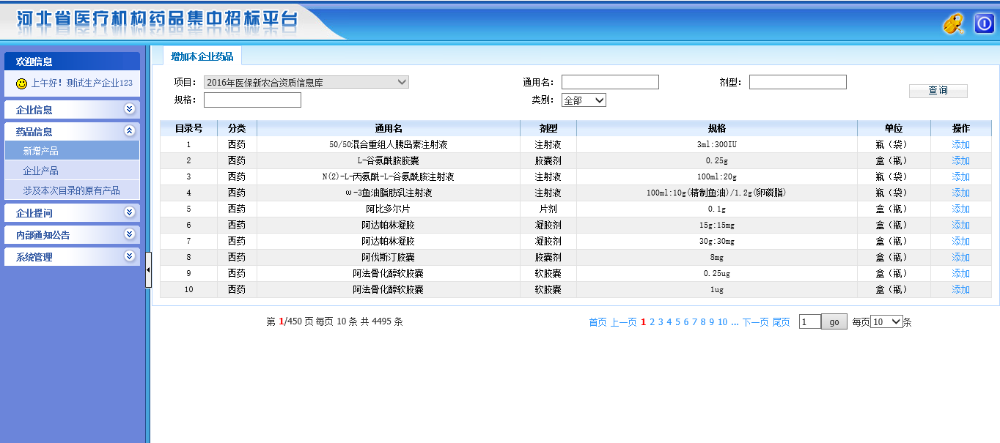 河北省医疗机构药品集中招标平台
欢迎信息
上午好！测试生产企业123
企业信息
药品信息
新增产品
企业产品
涉及本次目录的原有产品
企业提问
内部通知公告
系统管理
增加本企业药品
项目： 2016年医保新农合资质信息库 通用名： 剂型：
规格： 类别： 全部 查询
目录号 分类 通用名 剂型 规格 单位 操作
1 西药 50/50混合重组人胰岛素注射液 注射液 3ml:300IU 瓶（袋） 添加
2 西药 L-谷氨酰胺胶囊 胶囊剂 0.25g 盒（瓶） 添加
3 西药 N(2)-L-丙氨酰-L-谷氨酰胺注射液 注射液 100ml:20g 瓶（袋） 添加
4 西药 ω-3鱼油脂肪乳注射液 注射液 100ml:10g(精制鱼油)/1.2g(卵磷脂) 瓶（袋） 添加
5 西药 阿比多尔片 片剂 0.1g 盒（瓶） 添加
6 西药 阿达帕林凝胶 凝胶剂 15g:15mg 盒（瓶） 添加
7 西药 阿达帕林凝胶 凝胶剂 30g:30mg 盒（瓶） 添加
8 西药 阿伐斯汀胶囊 胶囊剂 8mg 盒（瓶） 添加
9 西药 阿法骨化醇软胶囊 软胶囊 0.25ug 盒（瓶） 添加
10 西药 阿法骨化醇软胶囊 软胶囊 1ug 盒（瓶） 添加
第 1/450 页 每页 10 条 共 4495 条 首页 上一页 1 2 3 4 5 6 7 8 9 10 ... 下一页 尾页 1 go 每页 10 条